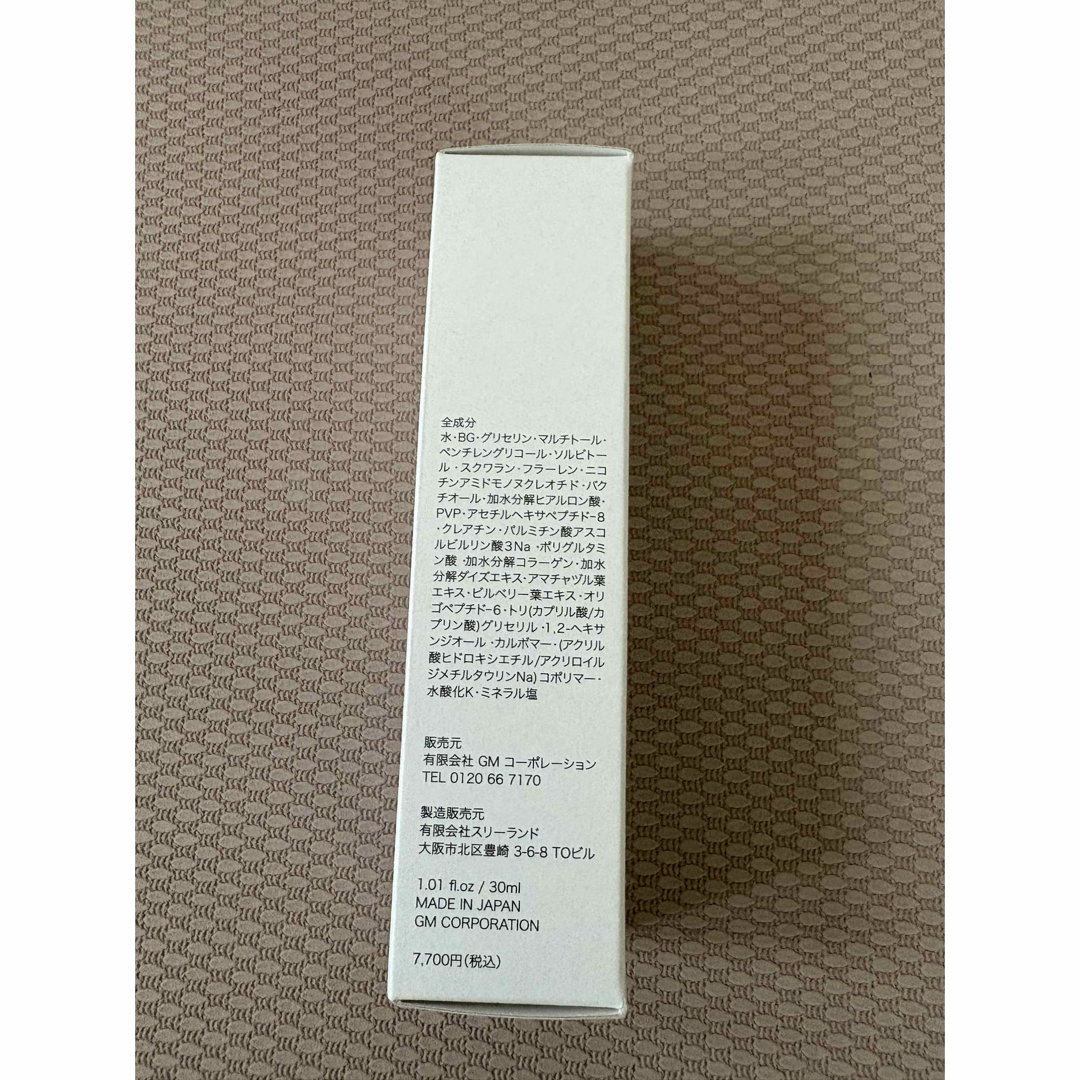 全成分
水・BG・グリセリン・マルチトール・
ペンチレングリコール・ソルビトー
ル・スクワラン・フラーレン・ニコ
チンアミドモノヌクレオチド・バク
チオール・加水分解ヒアルロン酸・
PVP・アセチルヘキサペプチド-8
・クレアチン・パルミチン酸アスコ
ルビルリン酸3Na・ポリグルタミ
ン酸・加水分解コラーゲン・加水
分解ダイズエキス・アマチャヅル葉
エキス・ビルベリー葉エキス・オリ
ゴペプチド-6・トリ(カプリル酸/カ
プリン酸)グリセリル・1,2-ヘキサ
ンジオール・カルボマー・(アクリル
酸ヒドロキシエチル/アクリロイル
ジメチルタウリンNa)コポリマー・
水酸化K・ミネラル塩
販売元
有限会社 GM コーポレーション
TEL 0120 66 7170
製造販売元
有限会社スリーランド
大阪市北区豊崎 3-6-8 TOビル
1.01 fl.oz / 30ml
MADE IN JAPAN
GM CORPORATION
7,700円(税込)